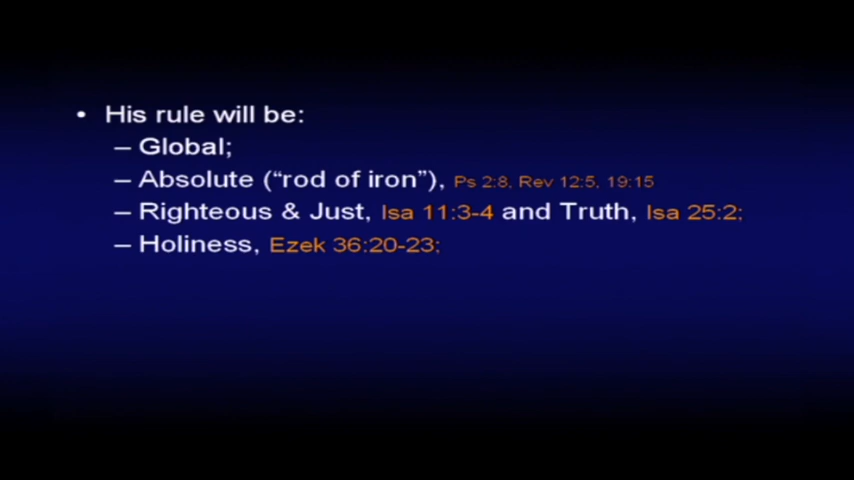 • His rule will be:
– Global;
– Absolute (“rod of iron”), Ps 2:8, Rev 12:5, 19:15
– Righteous & Just, Isa 11:3-4 and Truth, Isa 25:2;
– Holiness, Ezek 36:20-23;